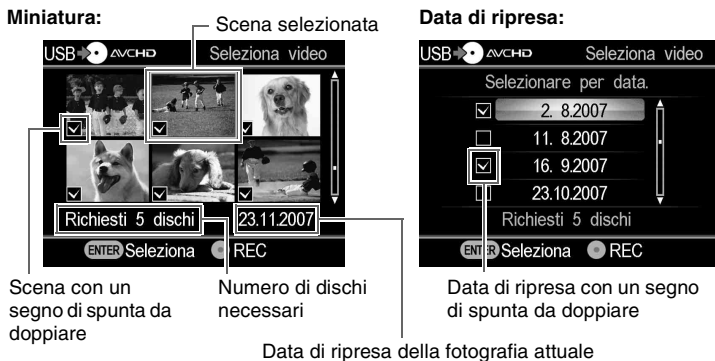 Miniatura:
Scena selezionata
USB AVCHD Seleziona video
Richiesti 5 dischi 23.11.2007
ENTER Seleziona REC
Scena con un
segno di spunta da
doppiare
Numero di dischi
necessari
Data di ripresa della fotografia attuale
Data di ripresa:
USB AVCHD Seleziona video
Selezionare per data.
2. 8.2007
11. 8.2007
16. 9.2007
23.10.2007
Richiesti 5 dischi
ENTER Seleziona REC
Data di ripresa con un segno
di spunta da doppiare